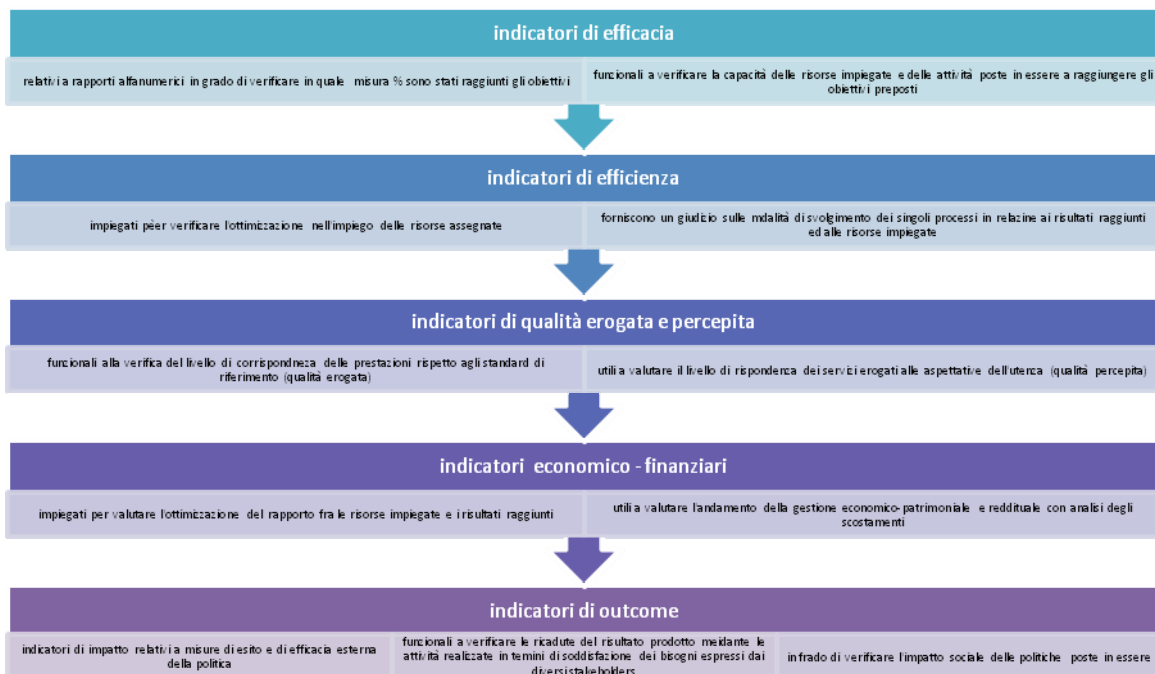 indicatori di efficacia
relativi a rapporti alfanumerici in grado di verificare in quale misura % sono stati raggiunti gli obiettivi
funzionali a verificare la capacità delle risorse impiegate e delle attività poste in essere a raggiungere gli
obiettivi preposti
indicatori di efficienza
impiegati pèer verificare l'ottimizzazione nell'impiego delle risorse assegnate
forniscono un giudizio sulle mdalità di svolgimento dei singoli processi in relazine ai risultati raggiunti
ed alle risorse impiegate
indicatori di qualità erogata e percepita
funzionali alla verifica del livello di corrispondneza delle prestazioni rispetto agli standard di
riferimento (qualità erogata)
utili a valutare il livello di rispondenza dei servizi erogati alle aspettative dell'utenza (qualità percepita)
indicatori economico - finanziari
impiegati per valutare l'ottimizzazione del rapporto fra le risorse impiegate e i risultati raggiunti
utili a valutare l'andamento della gestione economico-patrimoniale e reddituale con analisi degli
scostamenti
indicatori di outcome
indicatori di impatto relativi a misure di esito e di efficacia esterna
della politica
funzionali a verificare le ricadute del risultato prodotto meidante le
attività realizzate in temini di soddisfazione dei bisogni espressi dai
diversi stakeholders
in frado di verificare l'impatto sociale delle politiche poste in essere